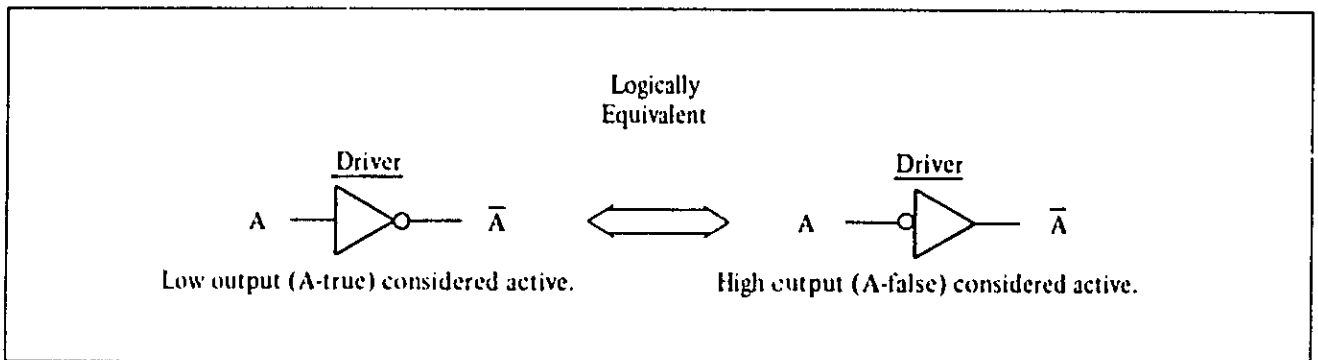 Logically
Equivalent
Driver
A
A̅
Low output (A-true) considered active.
Driver
A
A̅
High output (A-false) considered active.